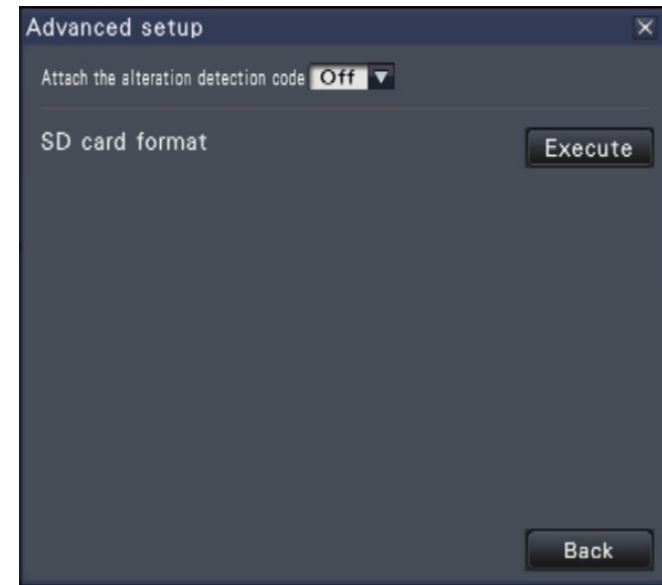 Advanced setup
Attach the alteration detection code Off
SD card format Execute
Back